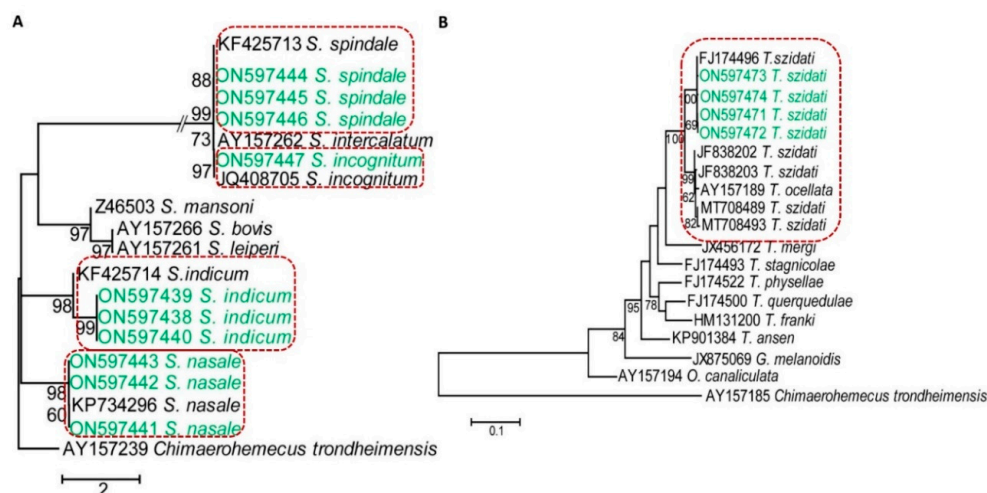 A
KF425713 S. spindale
ON597444 S. spindale
88
ON597445 S. spindale
99
ON597446 S. spindale
73
AY157262 S. intercalatum
ON597447 S. incognitum
97
JQ408705 S. incognitum
Z46503 S. mansoni
97
AY157266 S. bovis
97
AY157261 S. leiperi
KF425714 S.indicum
98
ON597439 S. indicum
ON597438 S. indicum
99
ON597440 S. indicum
ON597443 S. nasale
98
ON597442 S. nasale
KP734296 S. nasale
60
ON597441 S. nasale
AY157239 Chimaerohemecus trondheimensis
2
B
FJ174496 T.szidati
ON597473 T. szidati
100
ON597474 T. szidati
ON597471 T. szidati
69
ON597472 T. szidati
100
JF838202 T. szidati
JF838203 T. szidati
99
AY157189 T. ocellata
62
MT708489 T. szidati
82
MT708493 T. szidati
JX456172 T. mergi
FJ174493 T. stagnicolae
FJ174522 T. physellae
95
78
FJ174500 T. querquedulae
HM131200 T. franki
84
KP901384 T. ansen
JX875069 G. melanoidis
AY157194 O. canaliculata
AY157185 Chimaerohemecus trondheimensis
0.1